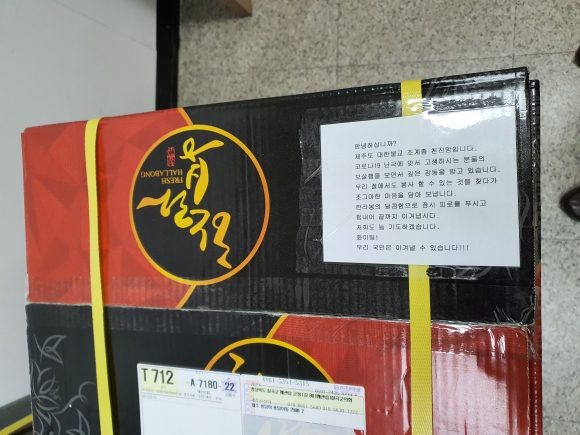 FRESH
HALLABONG
안녕하십니까?
제주도 대한불교 조계종 천진암입니다.
코로나19 난국에 맞서 고생하시는 분들의
보살행을 보면서 깊은 감동을 받고 있습니다.
우리 절에서도 봉사 할 수 있는 것을 찾다가
조그마한 마음을 담아 보냅니다.
한라봉의 달콤함으로 잠시 피로를 푸시고
힘내어 끝까지 이겨냅시다.
저희도 늘 기도하겠습니다.
화이팅!
우리 국민은 이겨낼 수 있습니다!!!
T 712
- A 7180- 22